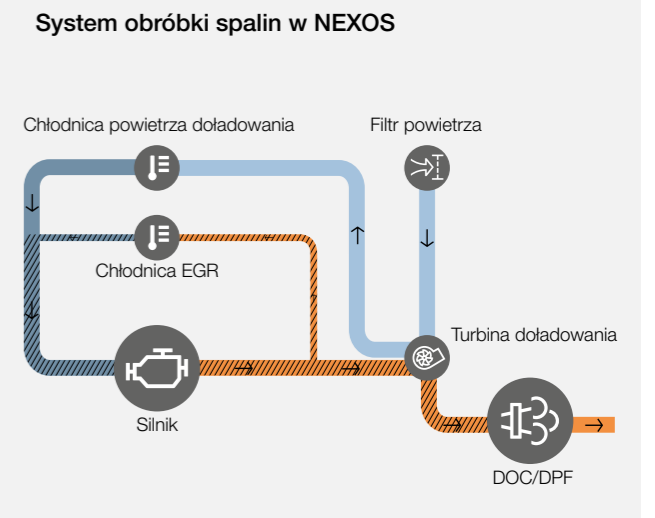 System obróbki spalin w NEXOS
Chłodnica powietrza doładowania
Filtr powietrza
Chłodnica EGR
Turbina doładowania
Silnik
DOC/DPF